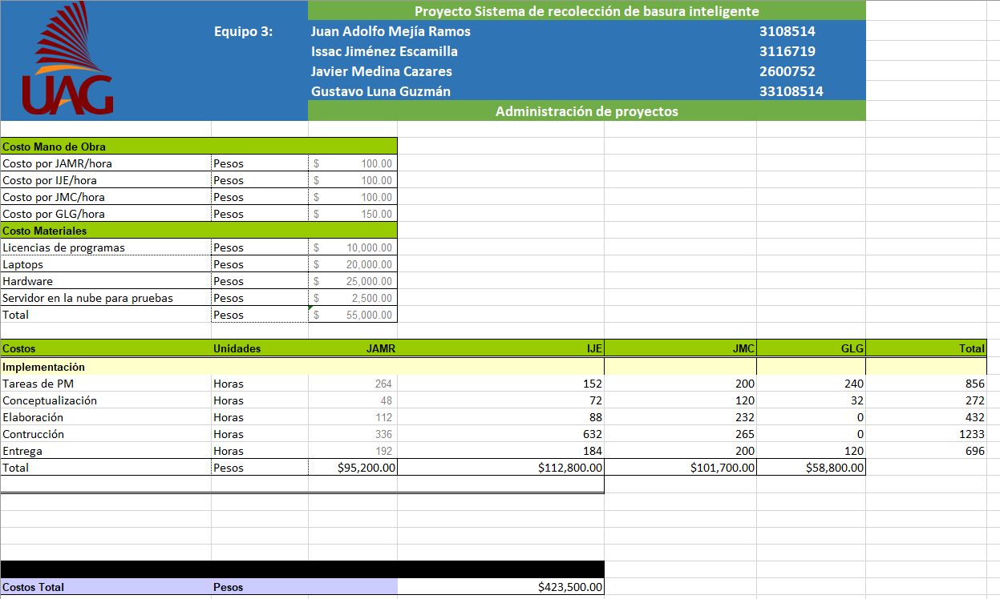 Proyecto Sistema de recolección de basura inteligente
UAG
Equipo 3: Juan Adolfo Mejía Ramos 3108514
Issac Jiménez Escamilla 3116719
Javier Medina Cazares 2600752
Gustavo Luna Guzmán 33108514
Administración de proyectos
Costo Mano de Obra
Costo por JAMR/hora Pesos $ 100.00
Costo por IJE/hora Pesos $ 100.00
Costo por JMC/hora Pesos $ 100.00
Costo por GLG/hora Pesos $ 150.00
Costo Materiales
Licencias de programas Pesos $ 10,000.00
Laptops Pesos $ 20,000.00
Hardware Pesos $ 25,000.00
Servidor en la nube para pruebas Pesos $ 2,500.00
Total Pesos $ 55,000.00
Costos Unidades JAMR IJE JMC GLG Total
Implementación
Tareas de PM Horas 264 152 200 240 856
Conceptualización Horas 48 72 120 32 272
Elaboración Horas 112 88 232 0 432
Contrucción Horas 336 632 265 0 1233
Entrega Horas 192 184 200 120 696
Total Pesos $95,200.00 $112,800.00 $101,700.00 $58,800.00
Costos Total Pesos $423,500.00